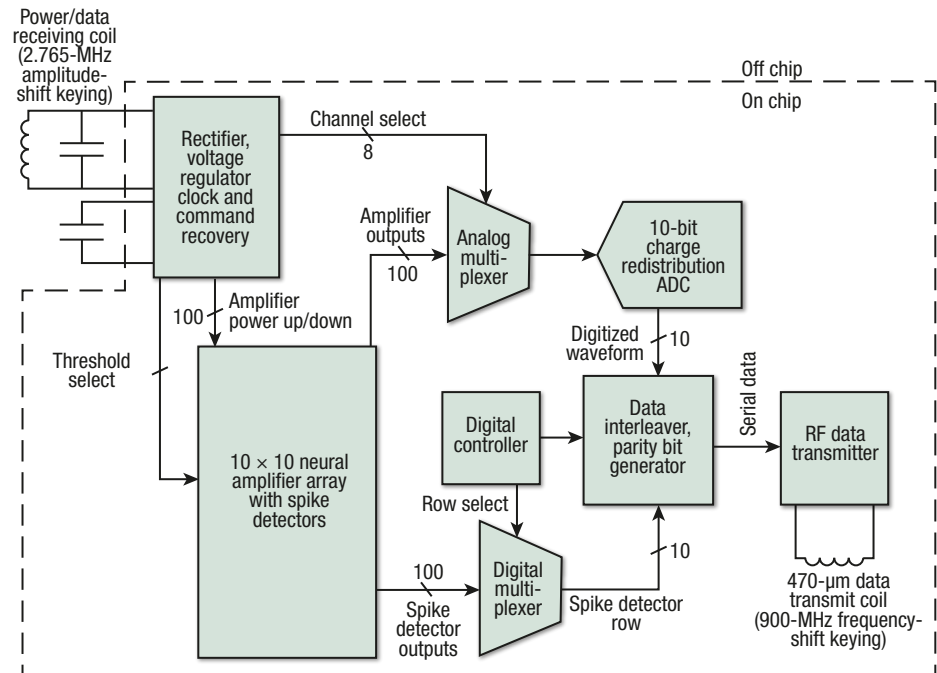 Power/data
receiving coil
(2.765-MHz
amplitude-
shift keying)
Off chip
On chip
Rectifier,
voltage
regulator
clock and
command
recovery
Channel select
8
Amplifier
outputs
100
Analog
multi-
plexer
10-bit
charge
redistribution
ADC
100
Amplifier
power up/down
Threshold
select
Digitized
waveform
10
Serial data
10 × 10 neural
amplifier array
with spike
detectors
Digital
controller
Data
interleaver,
parity bit
generator
RF data
transmitter
Row select
10
100
Spike
detector
outputs
Digital
multi-
plexer
Spike detector
row
470-µm data
transmit coil
(900-MHz frequency-
shift keying)